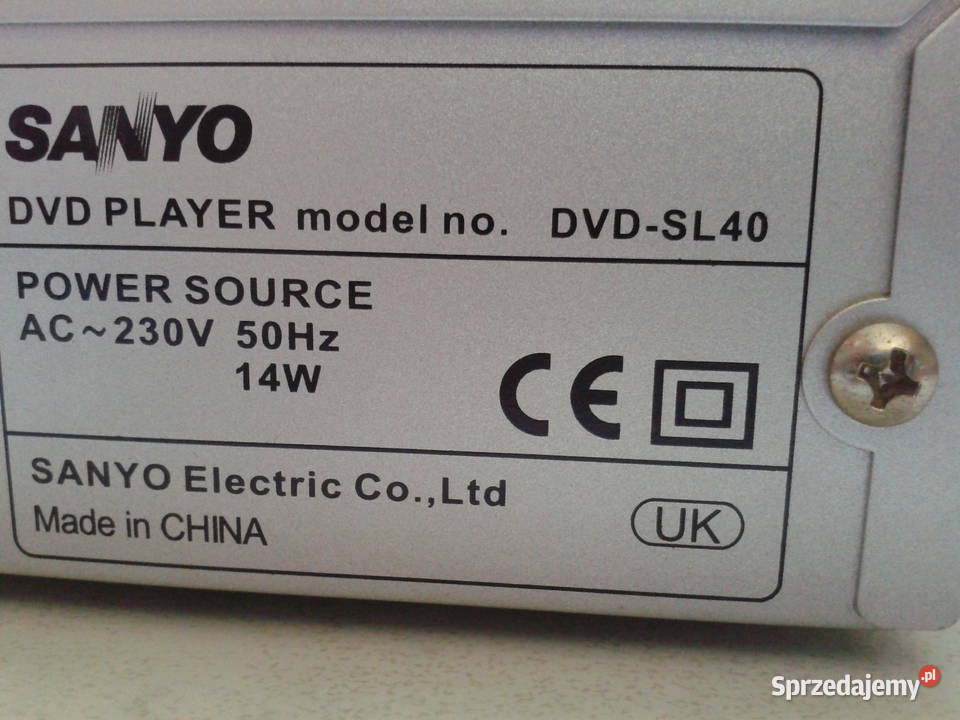 SANYO
DVD PLAYER model no. DVD-SL40
POWER SOURCE
AC~230V 50Hz
14W
CE
SANYO Electric Co.,Ltd
Made in CHINA
UK
Sprzedajemy.pl